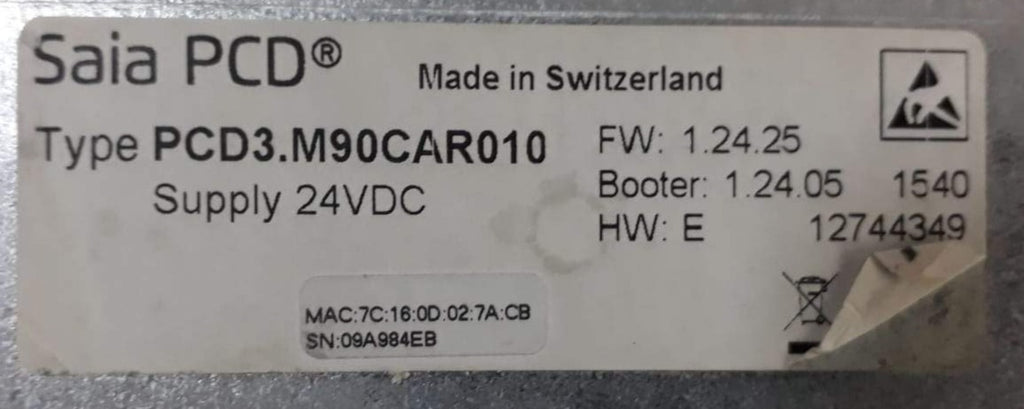 Saia PCD®
Made in Switzerland
Type PCD3.M90CAR010
Supply 24VDC
FW: 1.24.25
Booter: 1.24.05 1540
HW: E 12744349
MAC:7C:16:0D:02:7A:CB
SN:09A984EB